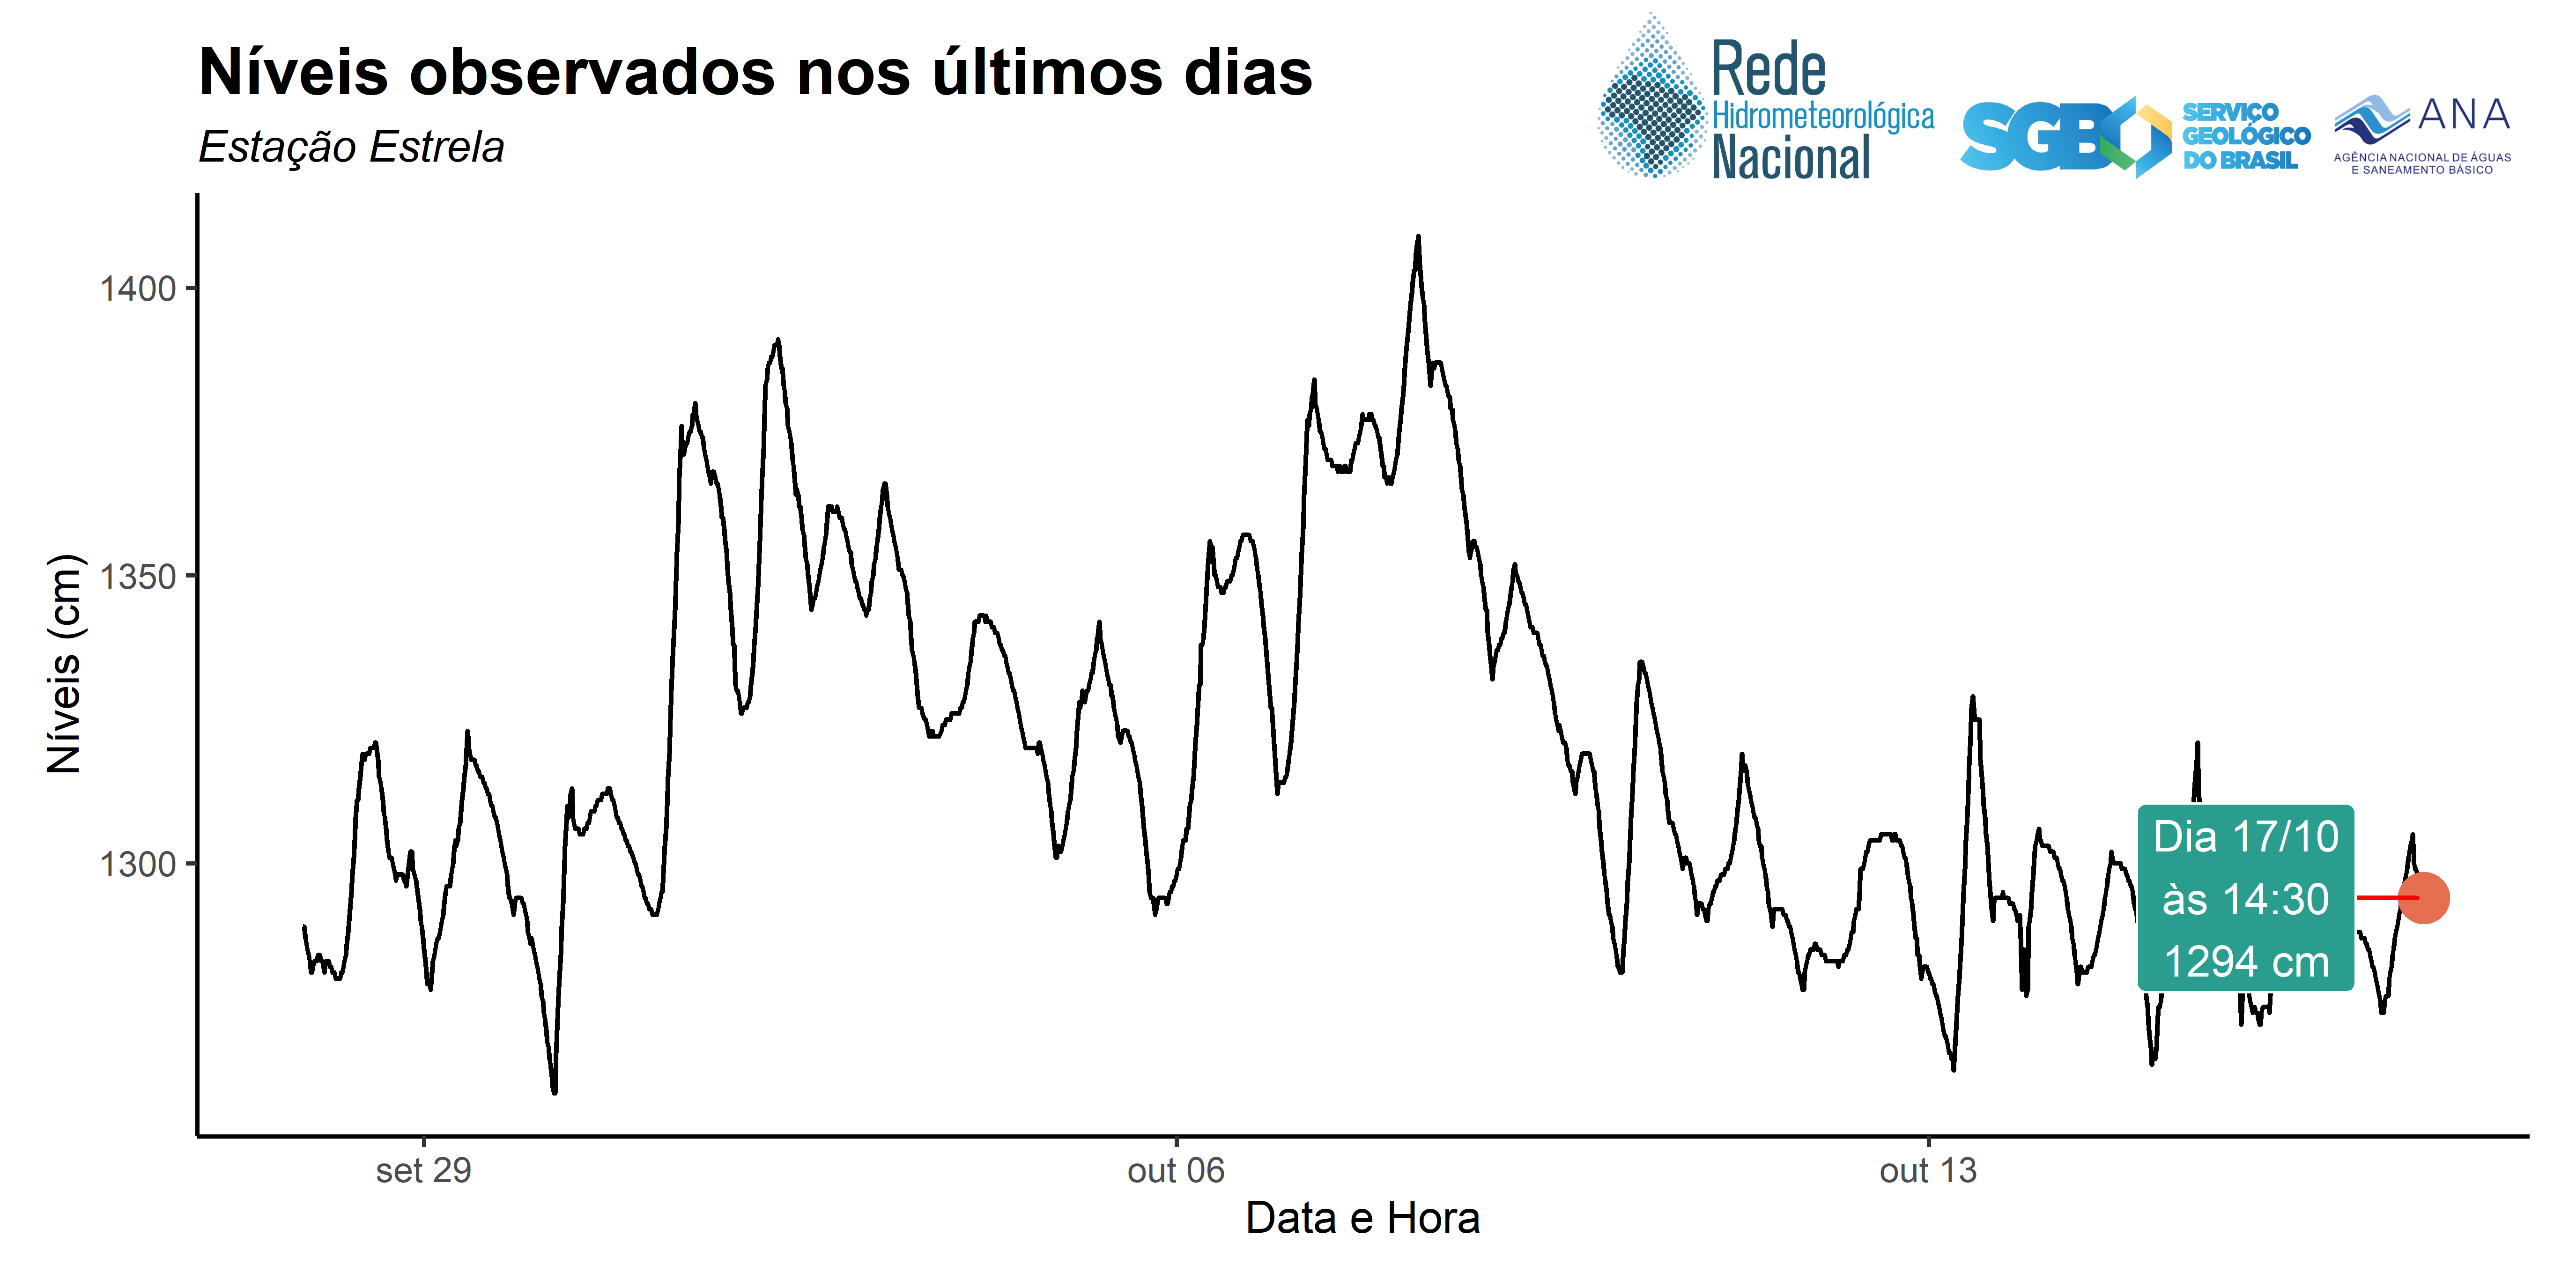 Níveis observados nos últimos dias
Estação Estrela
Rede
Hidrometeorológica
Nacional
SGB
SERVIÇO
GEOLÓGICO
DO BRASIL
ANA
AGÊNCIA NACIONAL DE ÁGUAS
E SANEAMENTO BÁSICO
Níveis (cm)
1400
1350
1300
Dia 17/10
às 14:30
1294 cm
set 29
out 06
out 13
Data e Hora